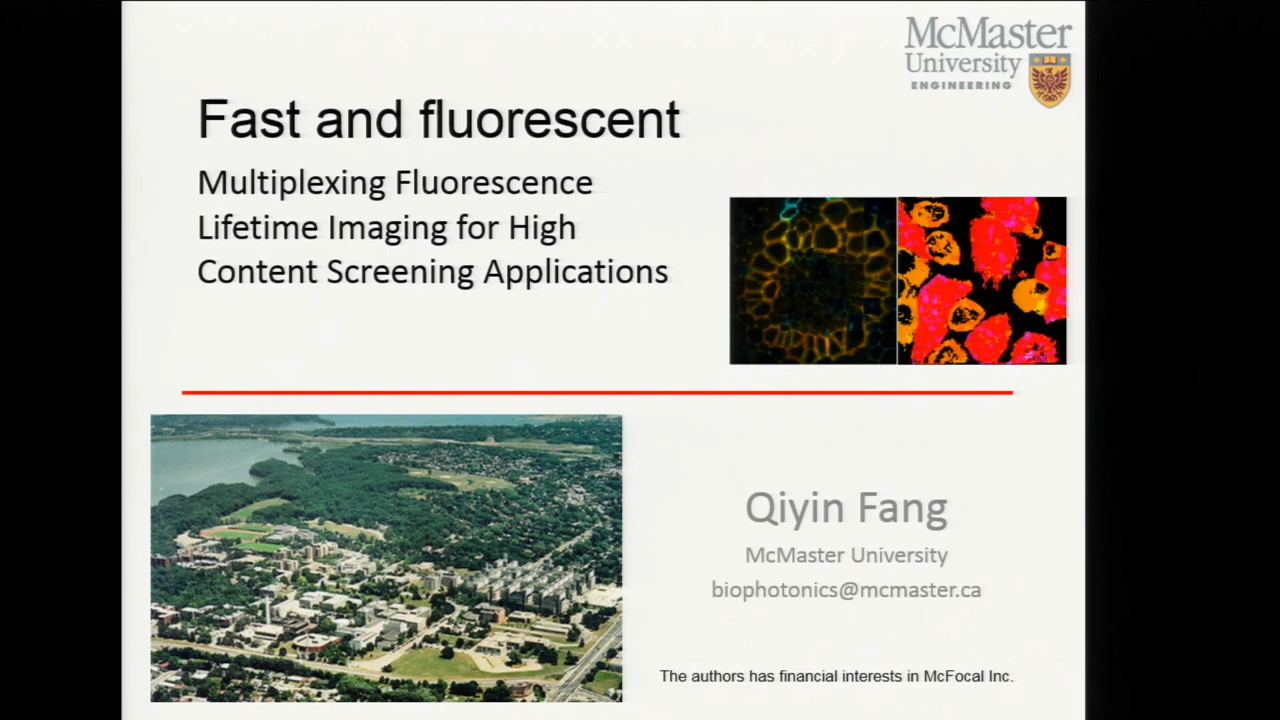 McMaster
University
ENGINEERING
Fast and fluorescent
Multiplexing Fluorescence
Lifetime Imaging for High
Content Screening Applications
Qiyin Fang
McMaster University
biophotonics@mcmaster.ca
The authors has financial interests in McFocal Inc.